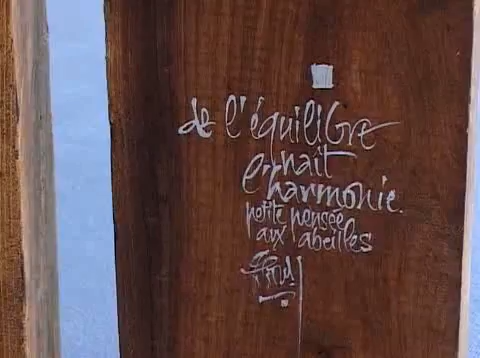 de l'équiliBre
naît
l'harmonie.
petite pensée
aux abeilles